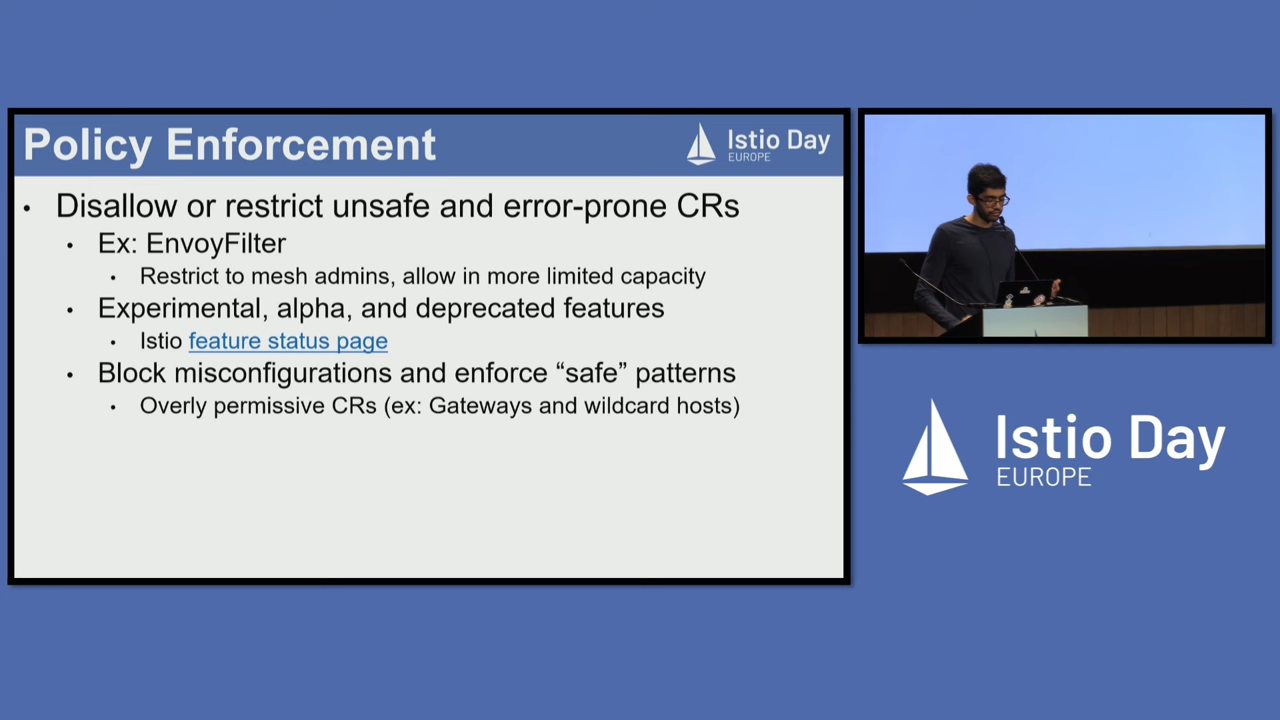 Policy Enforcement
Istio Day
EUROPE
• Disallow or restrict unsafe and error-prone CRs
• Ex: EnvoyFilter
• Restrict to mesh admins, allow in more limited capacity
• Experimental, alpha, and deprecated features
• Istio feature status page
• Block misconfigurations and enforce “safe” patterns
• Overly permissive CRs (ex: Gateways and wildcard hosts)
Istio Day
EUROPE